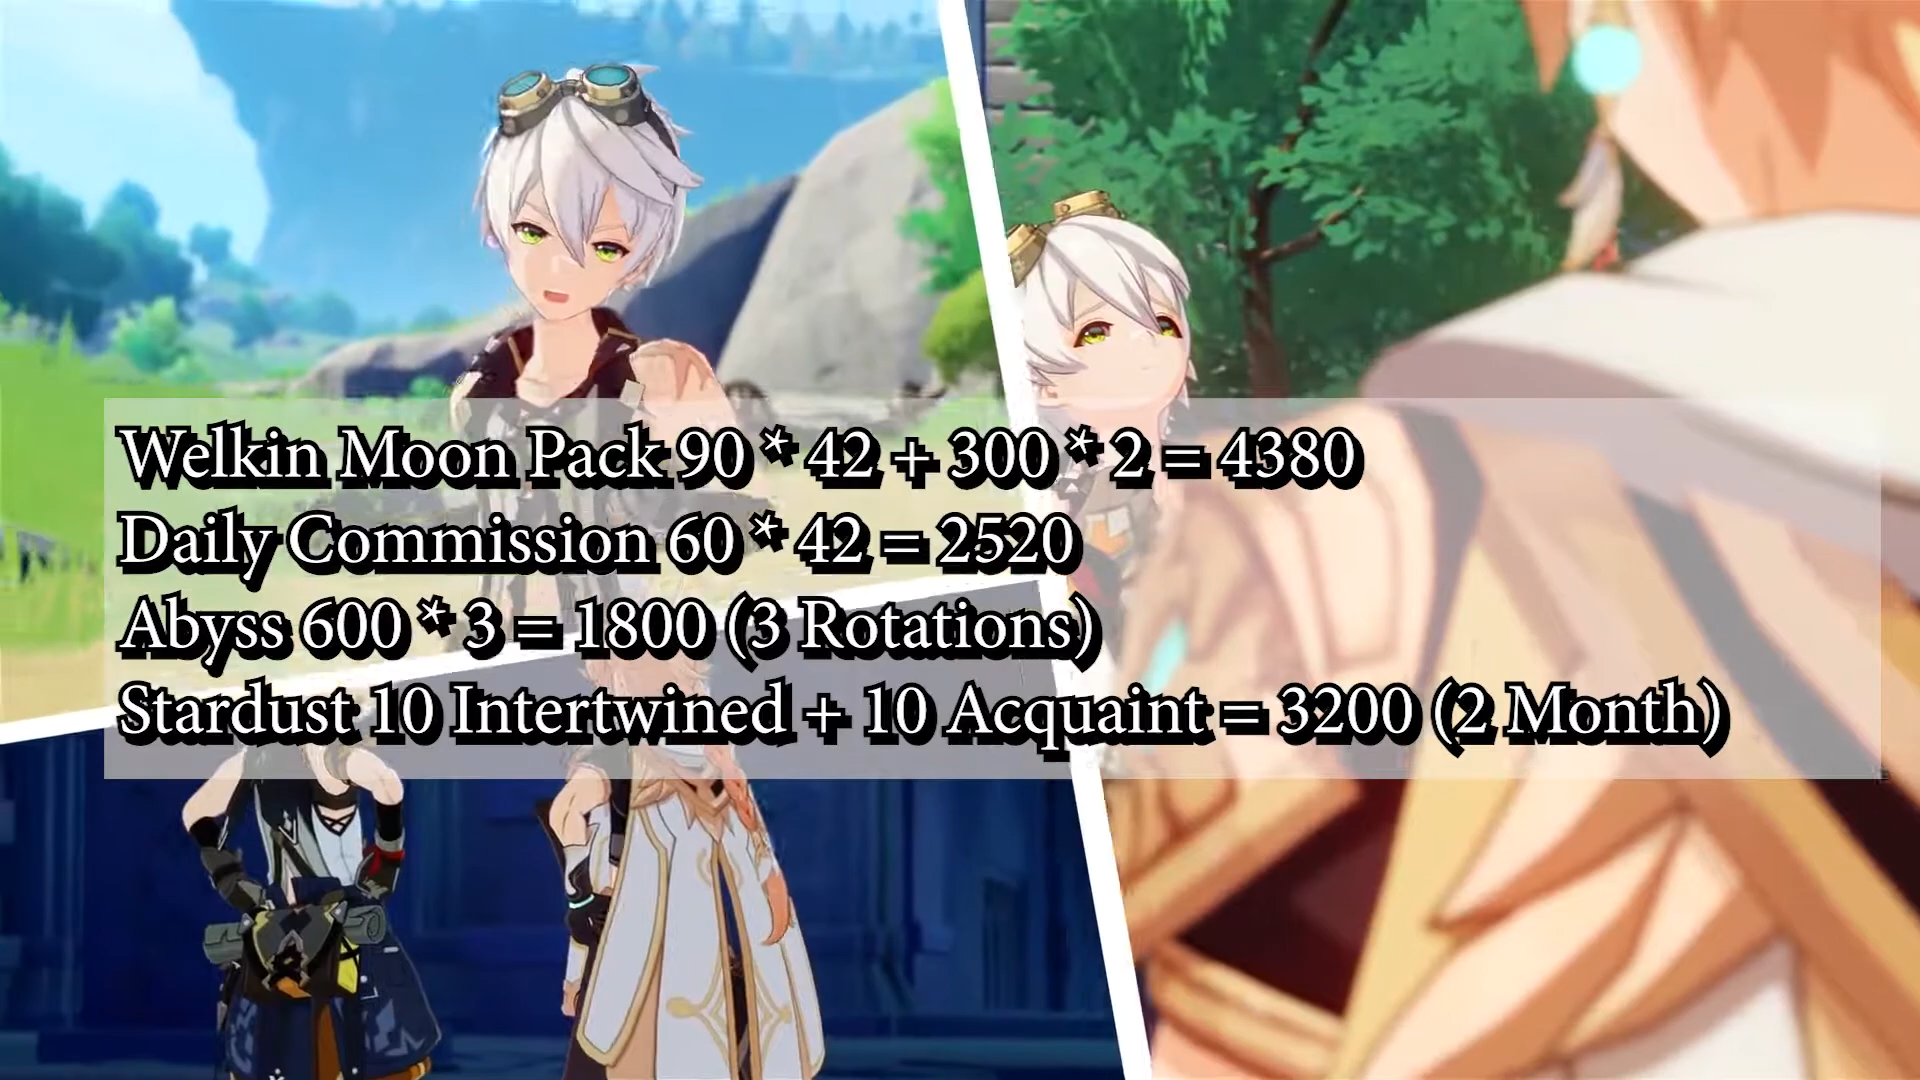 Welkin Moon Pack 90 * 42 + 300 * 2 = 4380
Daily Commission 60 * 42 = 2520
Abyss 600 * 3 = 1800 (3 Rotations)
Stardust 10 Intertwined + 10 Acquaint = 3200 (2 Month)